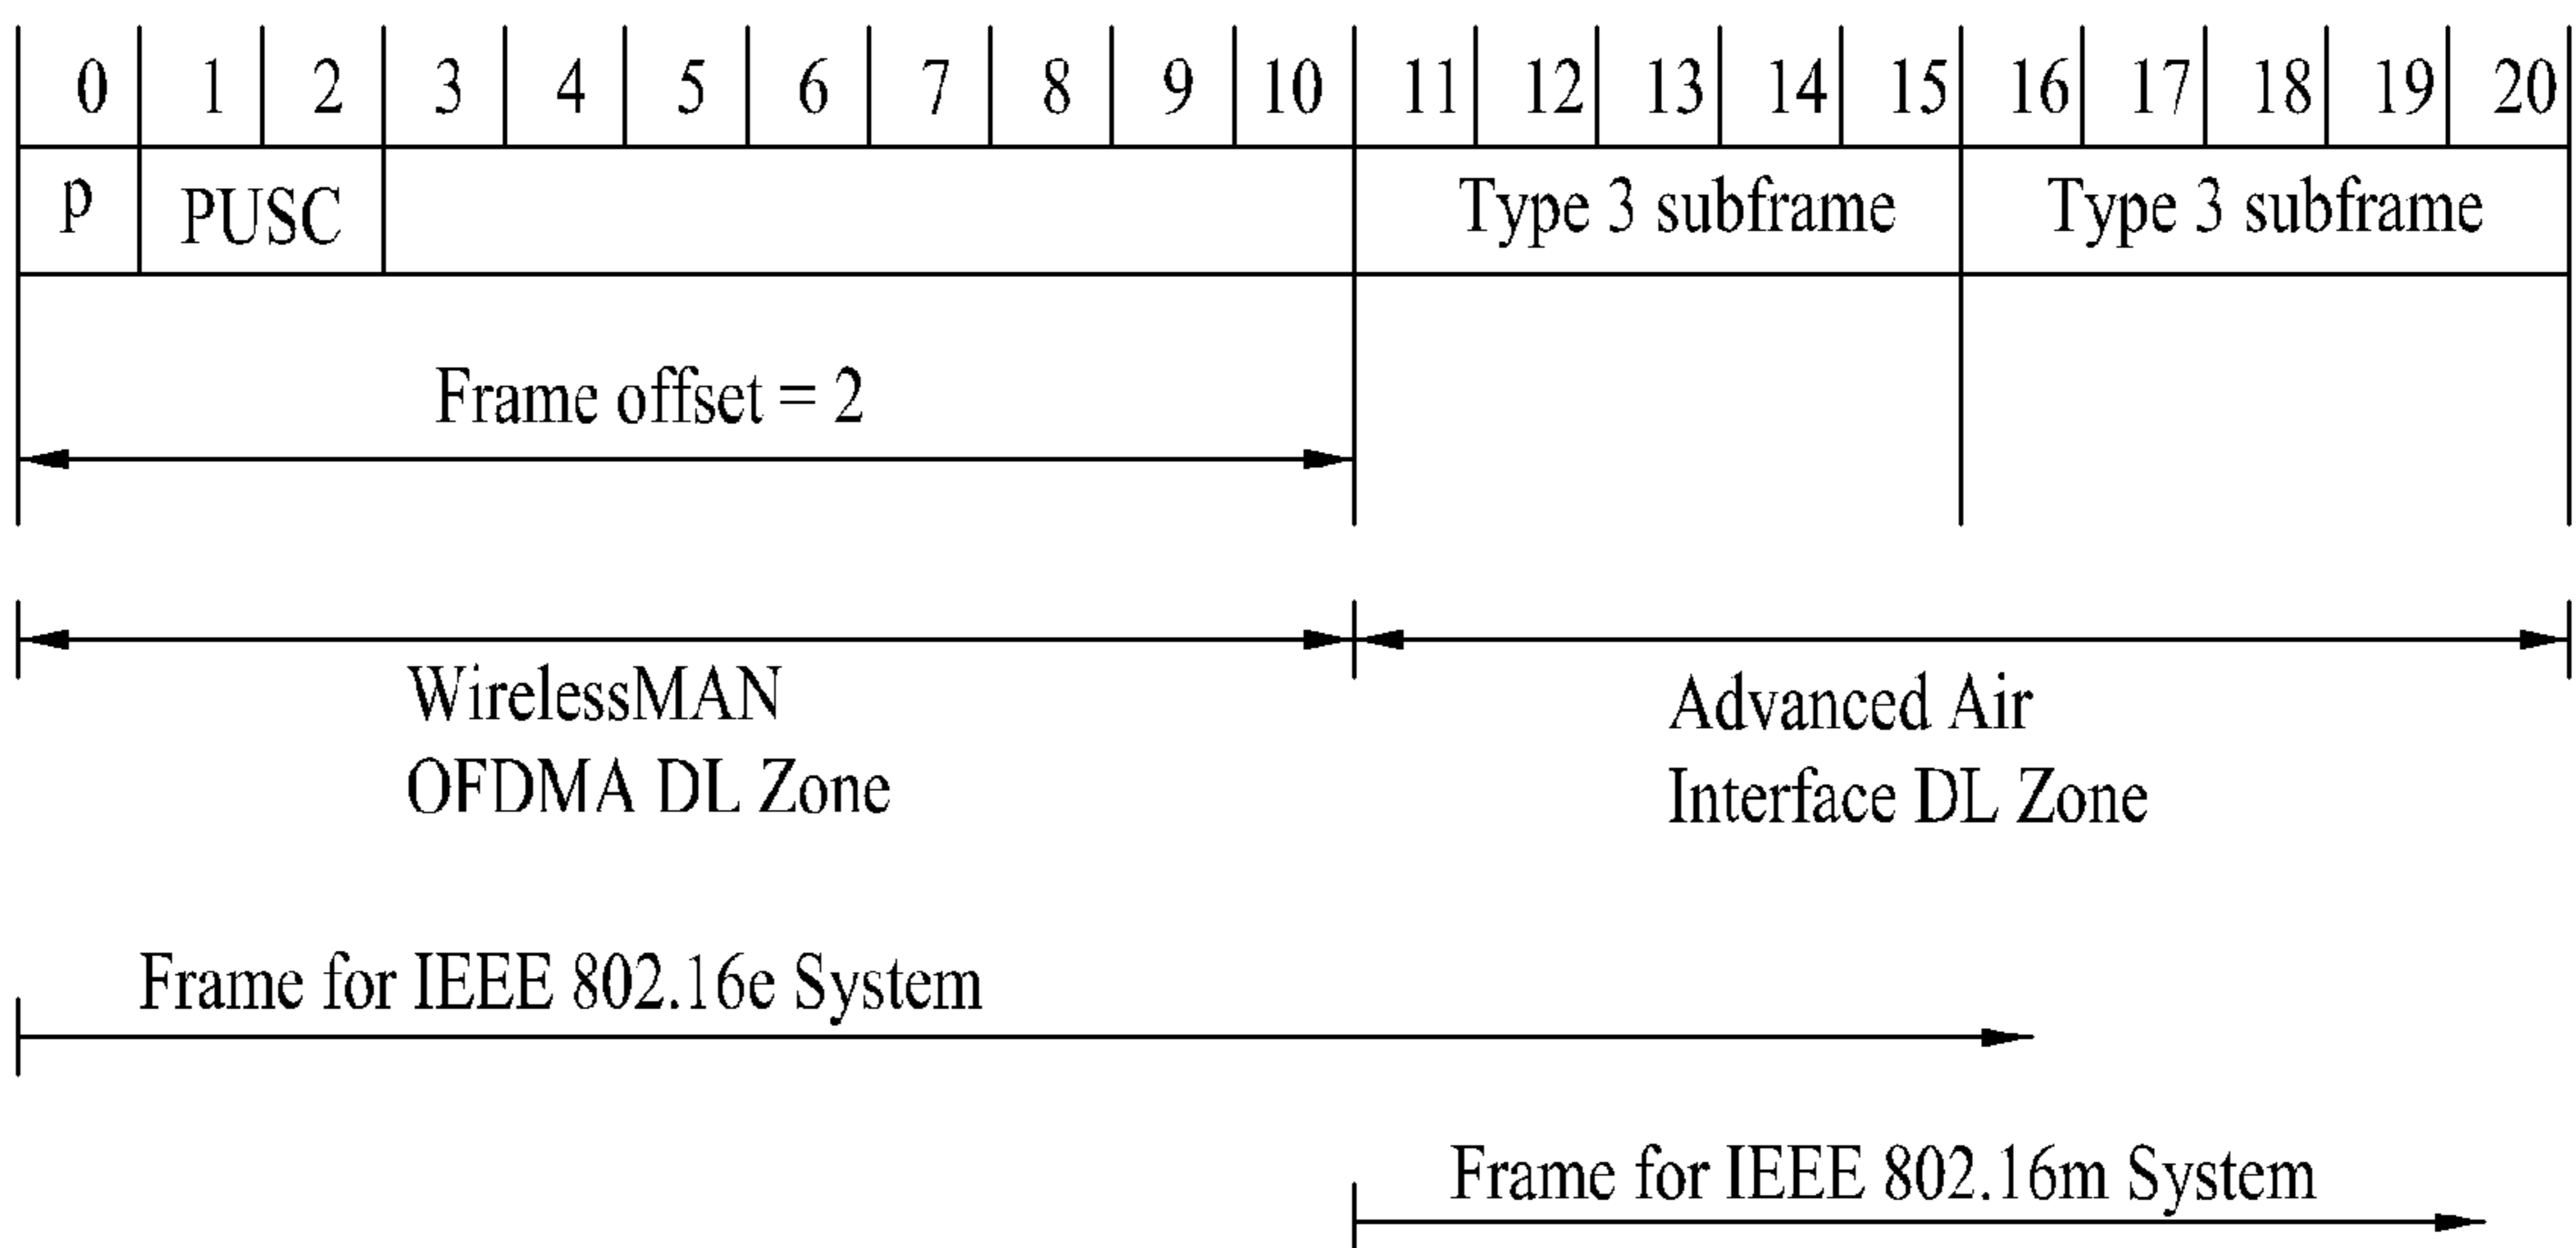 0 1 2 3 4 5 6 7 8 9 10 11 12 13 14 15 16 17 18 19 20
p PUSC Type 3 subframe Type 3 subframe
Frame offset = 2
WirelessMAN
OFDMA DL Zone
Advanced Air
Interface DL Zone
Frame for IEEE 802.16e System
Frame for IEEE 802.16m System